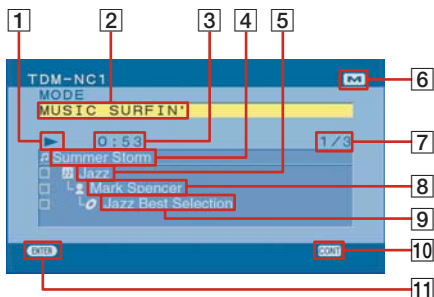 1 2 3 4 5
TDM-NC1 M 6
MODE
MUSIC SURFIN'
0:53 1/3 7
Summer Storm
Jazz
Mark Spencer 8
Jazz Best Selection 9
ENTER CONT 10
11